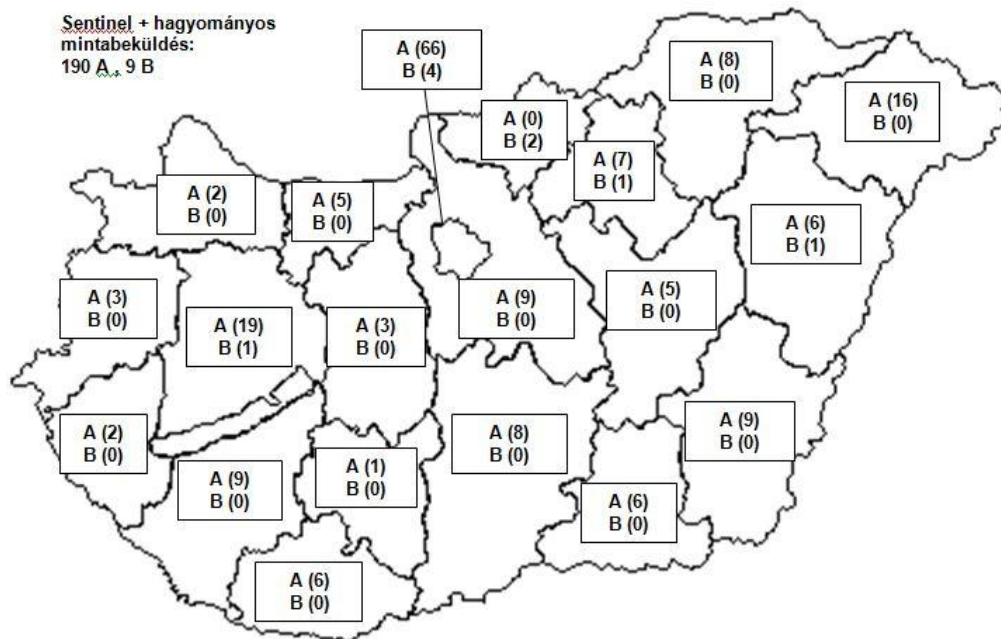 Sentinel + hagyományos
mintabeküldés:
190 A , 9 B
A (66)
B (4)
A (8)
B (0)
A (16)
B (0)
A (0)
B (2)
A (7)
B (1)
A (2)
B (0)
A (5)
B (0)
A (6)
B (1)
A (3)
B (0)
A (19)
B (1)
A (3)
B (0)
A (9)
B (0)
A (5)
B (0)
A (2)
B (0)
A (9)
B (0)
A (1)
B (0)
A (8)
B (0)
A (9)
B (0)
A (6)
B (0)
A (6)
B (0)